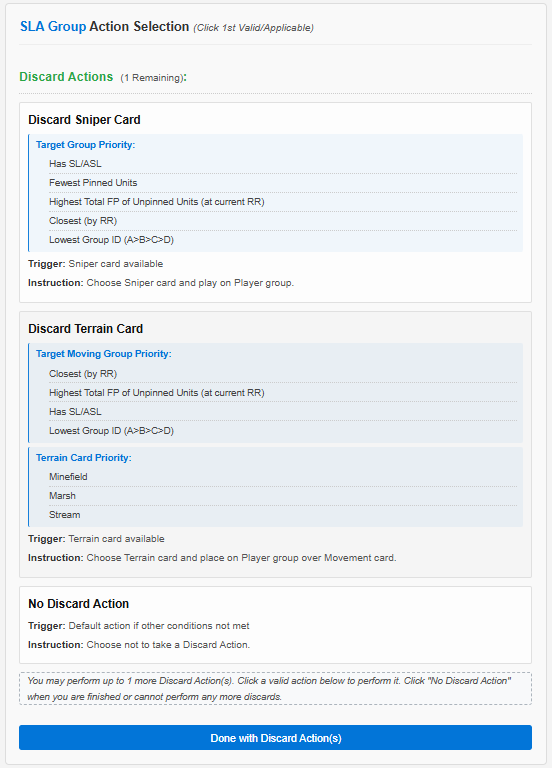 SLA Group Action Selection (Click 1st Valid/Applicable)
Discard Actions (1 Remaining):
Discard Sniper Card
Target Group Priority:
Has SL/ASL
Fewest Pinned Units
Highest Total FP of Unpinned Units (at current RR)
Closest (by RR)
Lowest Group ID (A>B>C>D)
Trigger: Sniper card available
Instruction: Choose Sniper card and play on Player group.
Discard Terrain Card
Target Moving Group Priority:
Closest (by RR)
Highest Total FP of Unpinned Units (at current RR)
Has SL/ASL
Lowest Group ID (A>B>C>D)
Terrain Card Priority:
Minefield
Marsh
Stream
Trigger: Terrain card available
Instruction: Choose Terrain card and place on Player group over Movement card.
No Discard Action
Trigger: Default action if other conditions not met
Instruction: Choose not to take a Discard Action.
You may perform up to 1 more Discard Action(s). Click a valid action below to perform it. Click "No Discard Action"
when you are finished or cannot perform any more discards.
Done with Discard Action(s)